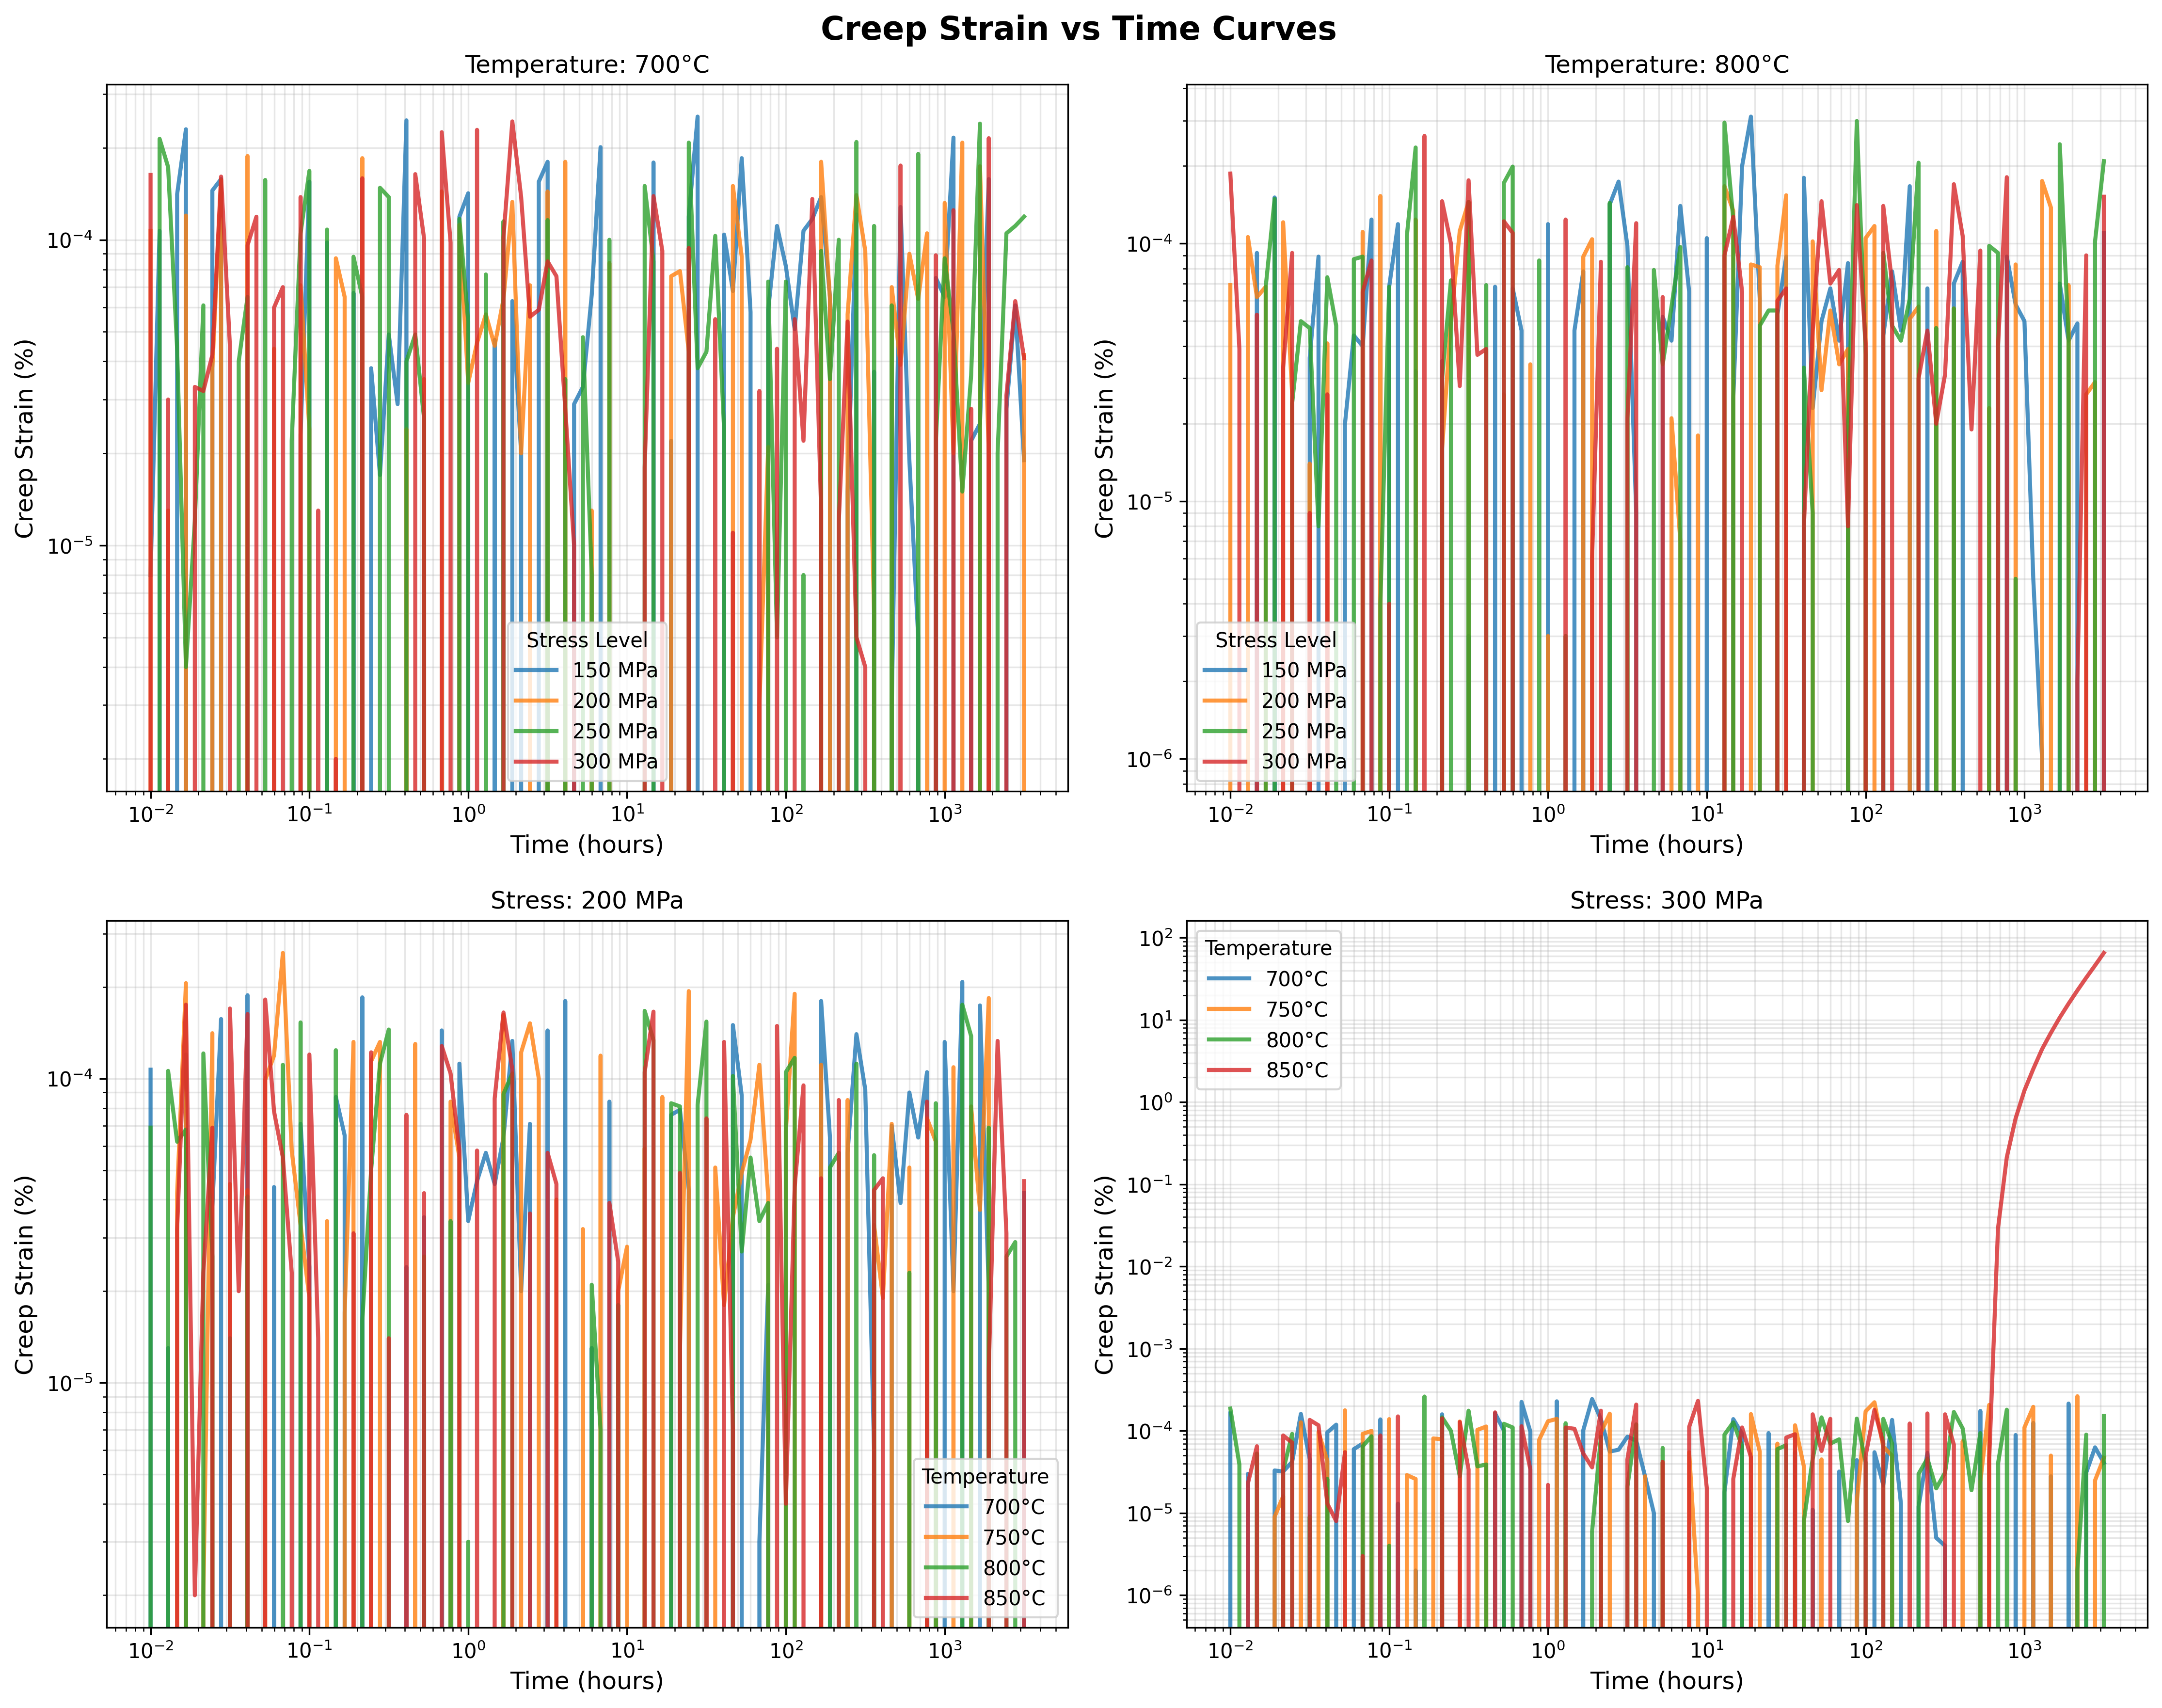 Creep Strain vs Time Curves
Temperature: 700°C
Creep Strain (%)
10⁻⁴
10⁻⁵
Stress Level
150 MPa
200 MPa
250 MPa
300 MPa
10⁻² 10⁻¹ 10⁰ 10¹ 10² 10³
Time (hours)
Temperature: 800°C
Creep Strain (%)
10⁻⁴
10⁻⁵
10⁻⁶
Stress Level
150 MPa
200 MPa
250 MPa
300 MPa
10⁻² 10⁻¹ 10⁰ 10¹ 10² 10³
Time (hours)
Stress: 200 MPa
Creep Strain (%)
10⁻⁴
10⁻⁵
Temperature
700°C
750°C
800°C
850°C
10⁻² 10⁻¹ 10⁰ 10¹ 10² 10³
Time (hours)
Stress: 300 MPa
Creep Strain (%)
10²
10¹
10⁰
10⁻¹
10⁻²
10⁻³
10⁻⁴
10⁻⁵
10⁻⁶
Temperature
700°C
750°C
800°C
850°C
10⁻² 10⁻¹ 10⁰ 10¹ 10² 10³
Time (hours)